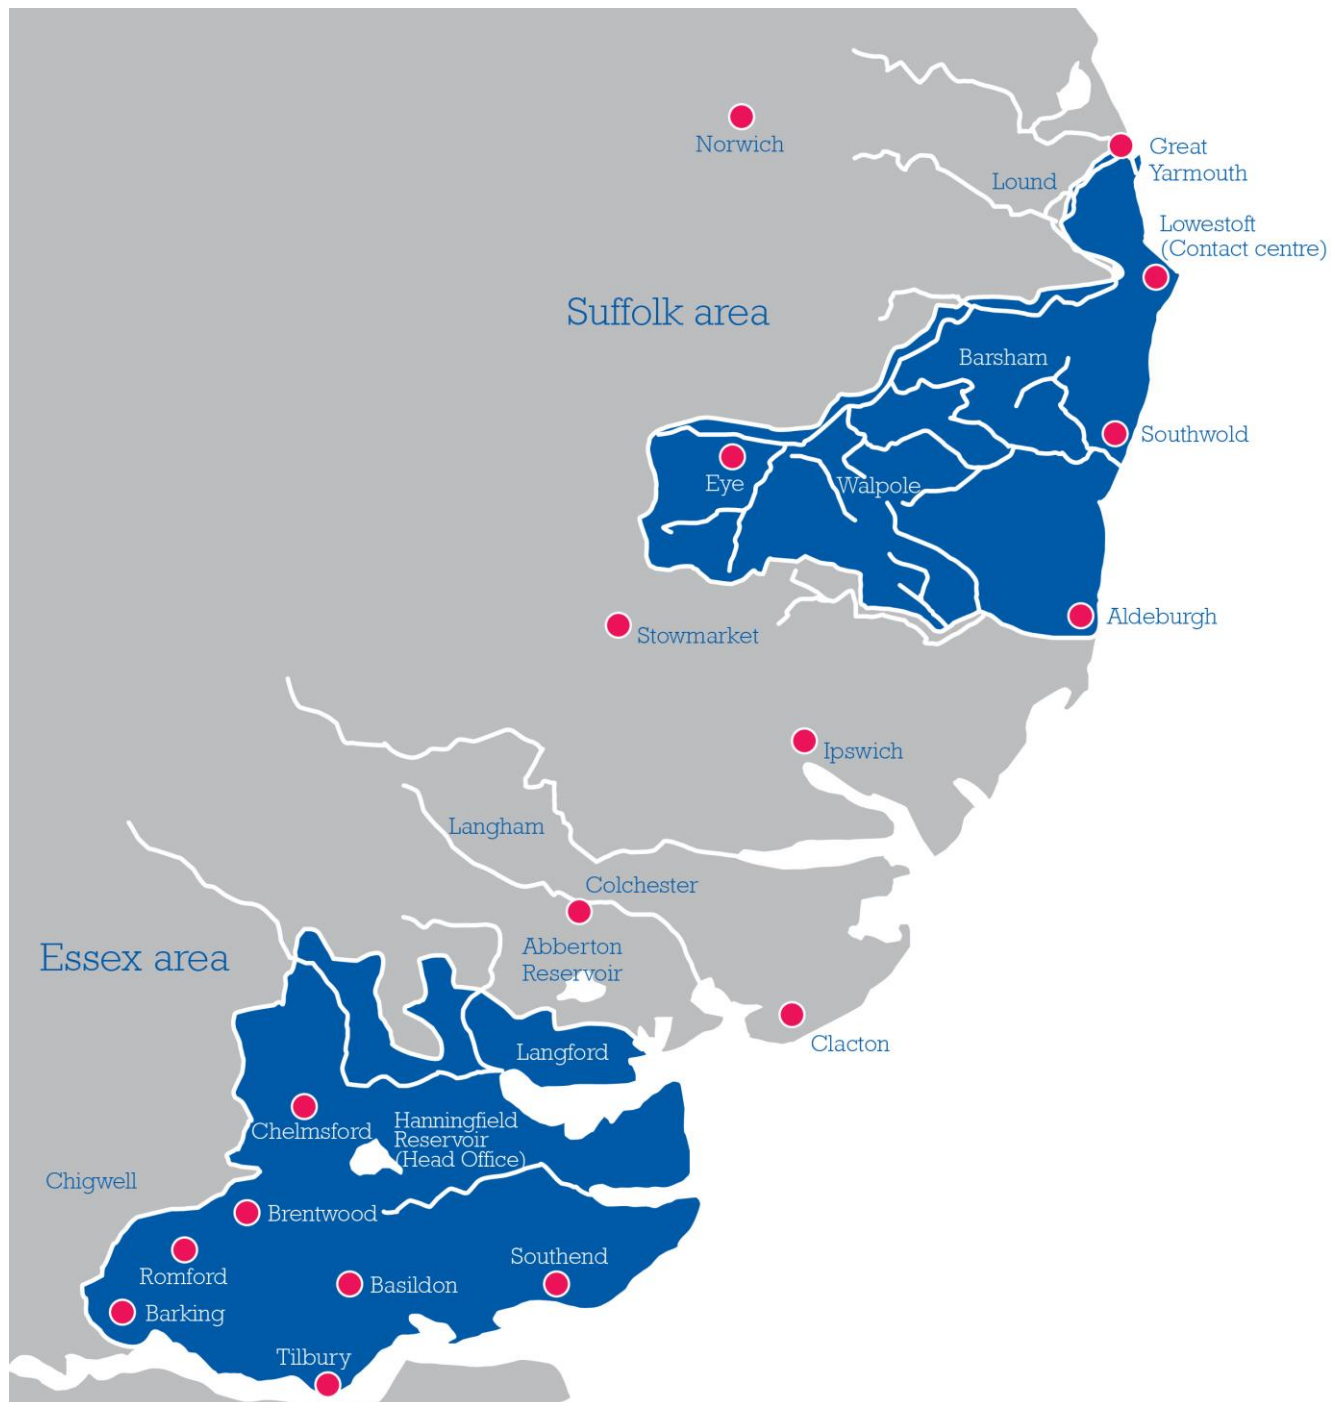 Norwich
Great
Yarmouth
Lound
Lowestoft
(Contact centre)
Suffolk area
Barsham
Southwold
Eye
Walpole
Aldeburgh
Stowmarket
Ipswich
Langham
Colchester
Essex area
Abberton
Reservoir
Clacton
Langford
Chelmsford
Hanningfield
Reservoir
(Head Office)
Chigwell
Brentwood
Southend
Romford
Basildon
Barking
Tilbury